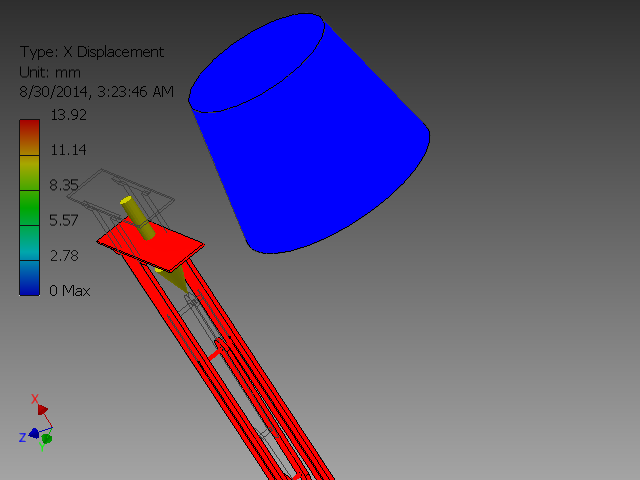 Type: X Displacement
Unit: mm
8/30/2014, 3:23:46 AM
13.92
11.14
8.35
5.57
2.78
0 Max
X
Z
Y